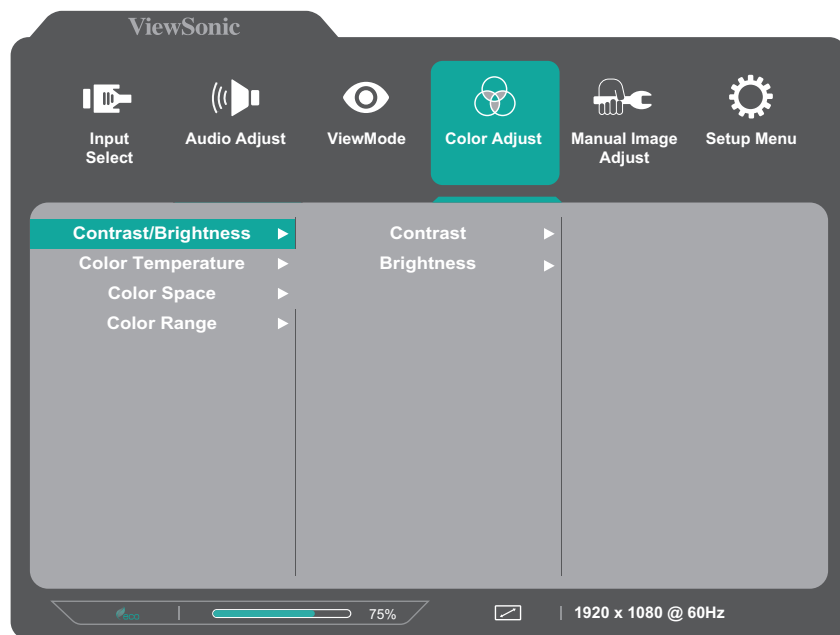 ViewSonic
Input
Select
Audio Adjust
ViewMode
Color Adjust
Manual Image
Adjust
Setup Menu
Contrast/Brightness
Color Temperature
Color Space
Color Range
Contrast
Brightness
eco
75%
1920 x 1080 @ 60Hz